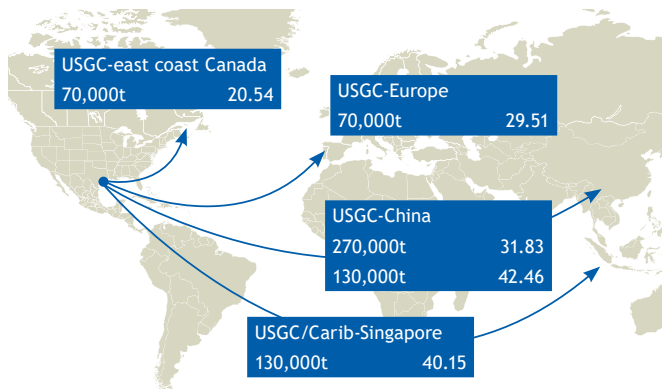 USGC-east coast Canada
70,000t 20.54
USGC-Europe
70,000t 29.51
USGC-China
270,000t 31.83
130,000t 42.46
USGC/Carib-Singapore
130,000t 40.15